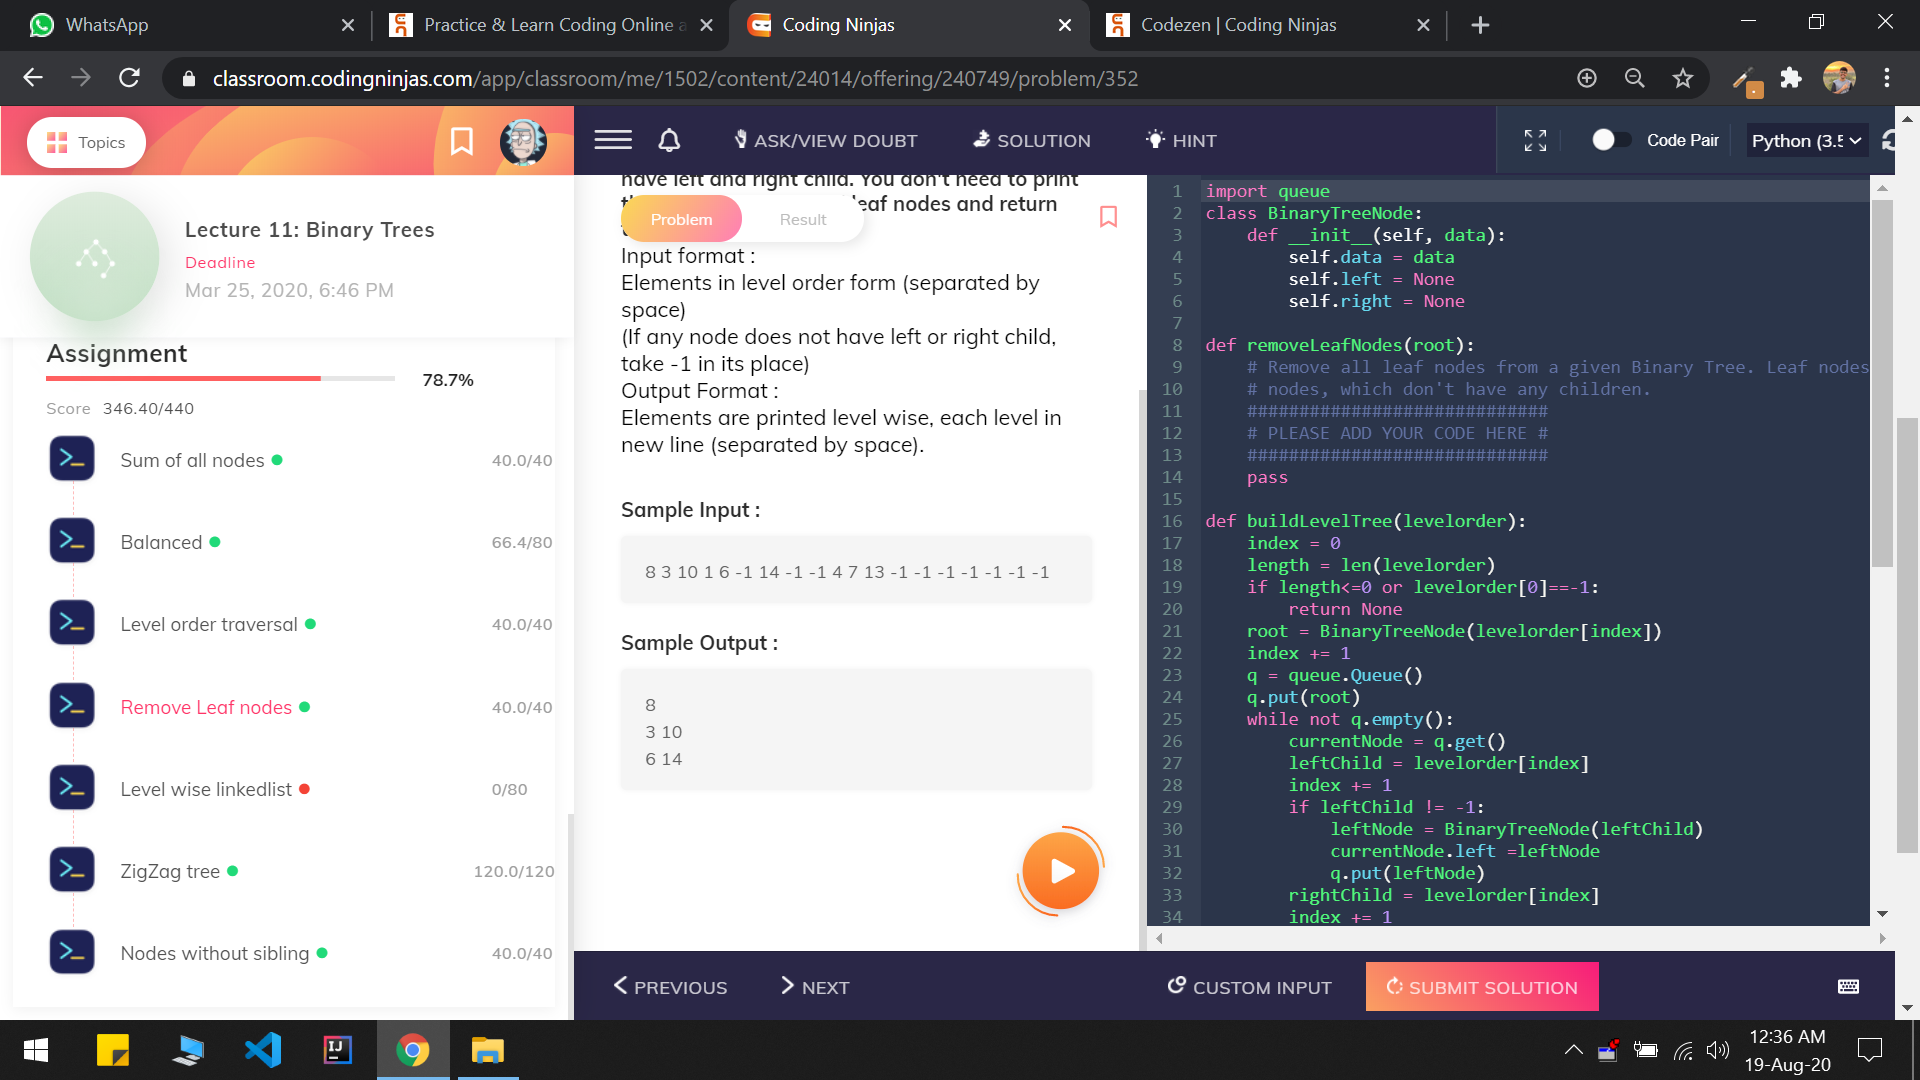 WhatsApp
Practice & Learn Coding Online a
Coding Ninjas
Codezen | Coding Ninjas
classroom.codingninjas.com/app/classroom/me/1502/content/24014/offering/240749/problem/352
Topics
ASK/VIEW DOUBT
SOLUTION
HINT
Code Pair
Python (3.5
Lecture 11: Binary Trees
Deadline
Mar 25, 2020, 6:46 PM
Assignment
78.7%
Score 346.40/440
Sum of all nodes 40.0/40
Balanced 66.4/80
Level order traversal 40.0/40
Remove Leaf nodes 40.0/40
Level wise linkedlist 0/80
ZigZag tree 120.0/120
Nodes without sibling 40.0/40
have left and right child. You don't need to print
leaf nodes and return
Problem
Result
Input format :
Elements in level order form (separated by
space)
(If any node does not have left or right child,
take -1 in its place)
Output Format :
Elements are printed level wise, each level in
new line (separated by space).
Sample Input :
8 3 10 1 6 -1 14 -1 -1 4 7 13 -1 -1 -1 -1 -1 -1 -1
Sample Output :
8
3 10
6 14
1 import queue
2 class BinaryTreeNode:
3 def __init__(self, data):
4 self.data = data
5 self.left = None
6 self.right = None
7
8 def removeLeafNodes(root):
9 # Remove all leaf nodes from a given Binary Tree. Leaf nodes
10 # nodes, which don't have any children.
11 #############################
12 # PLEASE ADD YOUR CODE HERE #
13 #############################
14 pass
15
16 def buildLevelTree(levelorder):
17 index = 0
18 length = len(levelorder)
19 if length<=0 or levelorder[0]==-1:
20 return None
21 root = BinaryTreeNode(levelorder[index])
22 index += 1
23 q = queue.Queue()
24 q.put(root)
25 while not q.empty():
26 currentNode = q.get()
27 leftChild = levelorder[index]
28 index += 1
29 if leftChild != -1:
30 leftNode = BinaryTreeNode(leftChild)
31 currentNode.left =leftNode
32 q.put(leftNode)
33 rightChild = levelorder[index]
34 index += 1
PREVIOUS
NEXT
CUSTOM INPUT
SUBMIT SOLUTION
IJ
12:36 AM
19-Aug-20